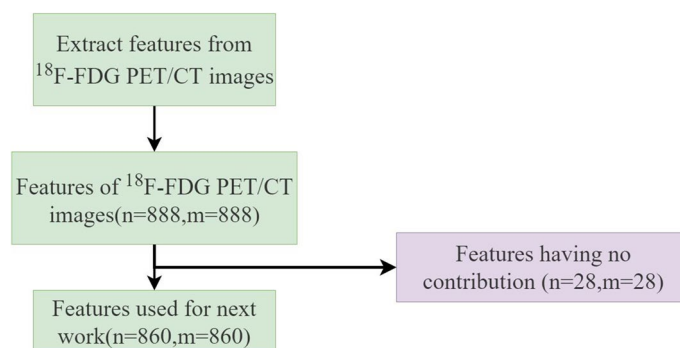 Extract features from
¹⁸F-FDG PET/CT images
Features of ¹⁸F-FDG PET/CT
images(n=888,m=888)
Features having no
contribution (n=28,m=28)
Features used for next
work(n=860,m=860)